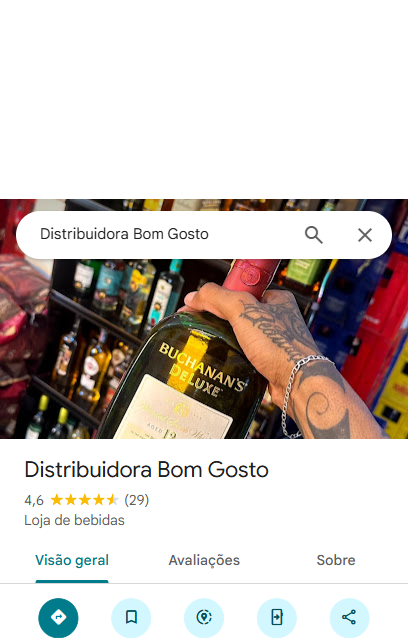 Distribuidora Bom Gosto
BUCHANAN'S
DELUXE
AGED 12
Distribuidora Bom Gosto
4,6 (29)
Loja de bebidas
Visão geral Avaliações Sobre